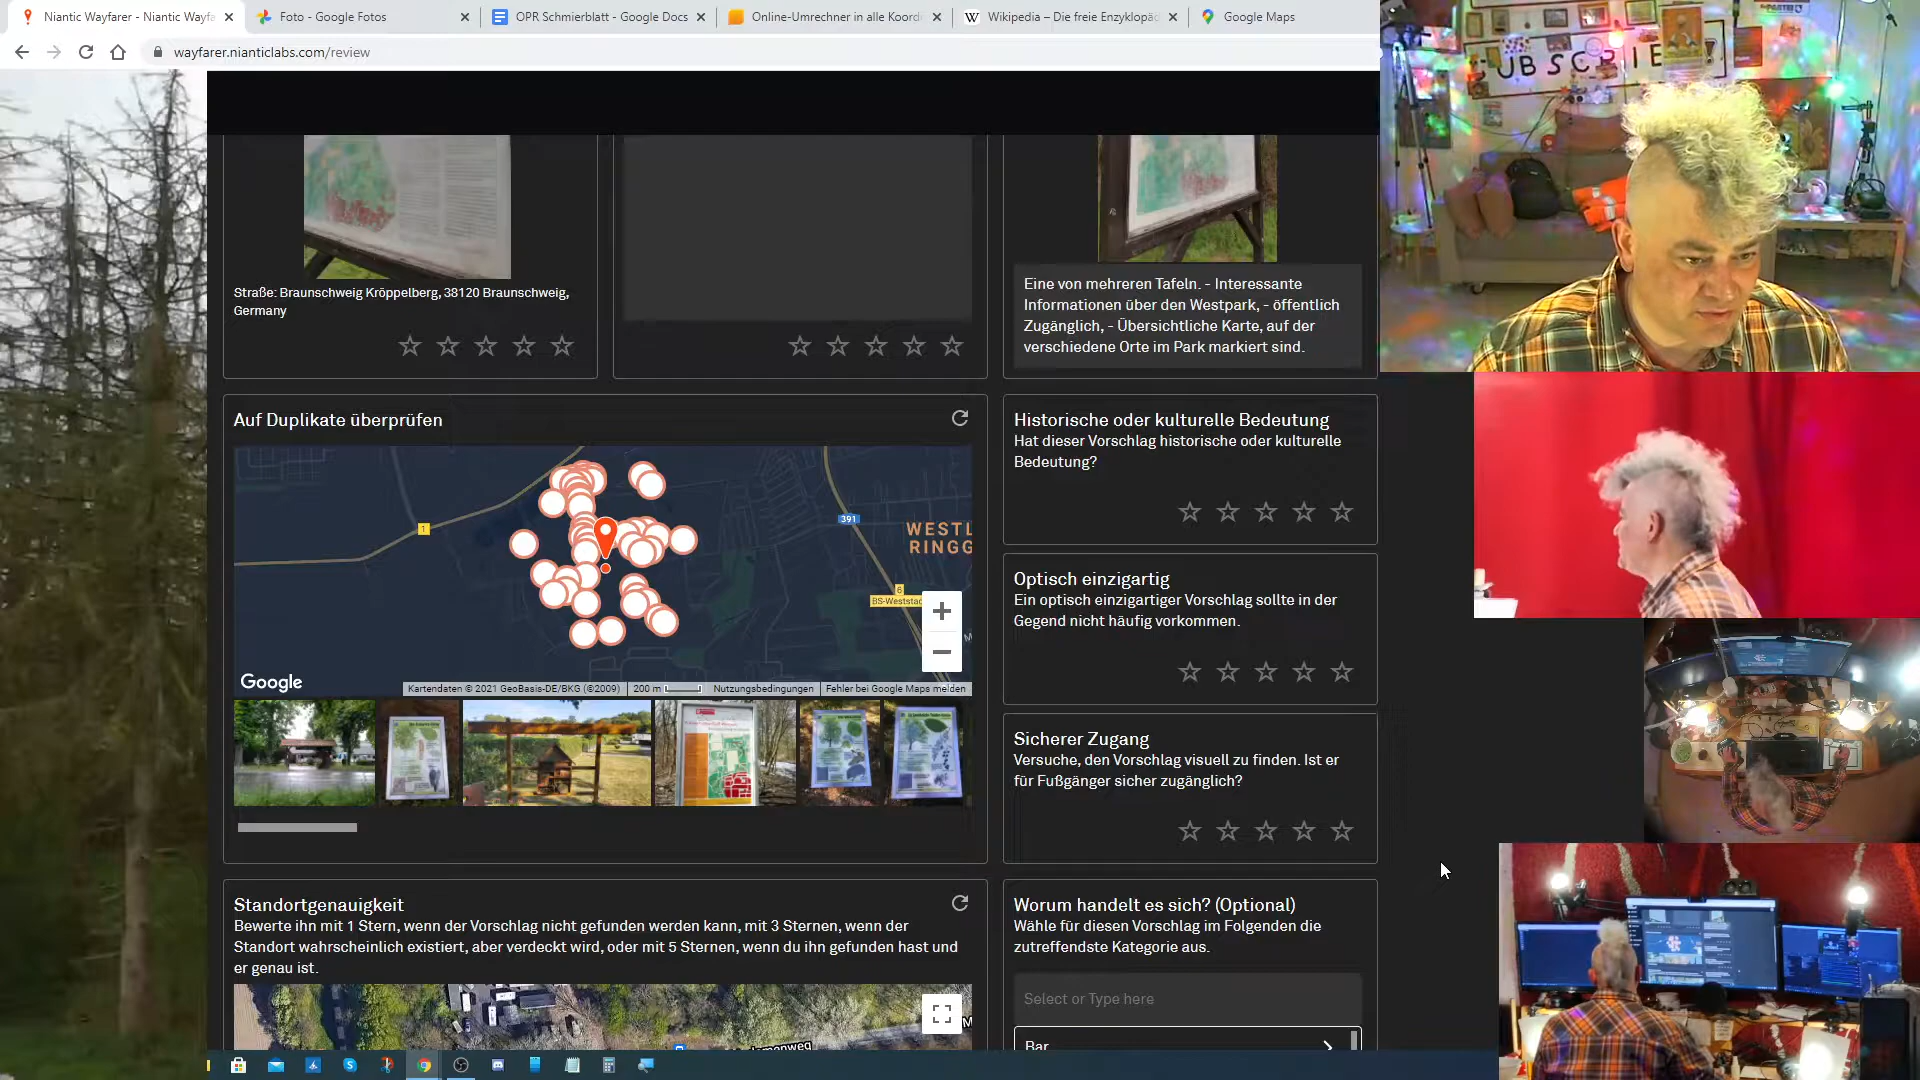 Niantic Wayfarer - Niantic Wayfa
Foto - Google Fotos
OPR Schmierblatt - Google Docs
Online-Umrechner in alle Koordi
Wikipedia – Die freie Enzyklopäd
Google Maps
wayfarer.nianticlabs.com/review
UBSCRIE
Straße: Braunschweig Kröppelberg, 38120 Braunschweig,
Germany
Eine von mehreren Tafeln. - Interessante
Informationen über den Westpark, - öffentlich
Zugänglich, - Übersichtliche Karte, auf der
verschiedene Orte im Park markiert sind.
Auf Duplikate überprüfen
1
391
WESTL
RINGG
6
BS-Weststad
Google
Kartendaten © 2021 GeoBasis-DE/BKG (©2009)
200 m
Nutzungsbedingungen
Fehler bei Google Maps melden
Historische oder kulturelle Bedeutung
Hat dieser Vorschlag historische oder kulturelle
Bedeutung?
Optisch einzigartig
Ein optisch einzigartiger Vorschlag sollte in der
Gegend nicht häufig vorkommen.
Sicherer Zugang
Versuche, den Vorschlag visuell zu finden. Ist er
für Fußgänger sicher zugänglich?
Standortgenauigkeit
Bewerte ihn mit 1 Stern, wenn der Vorschlag nicht gefunden werden kann, mit 3 Sternen, wenn der
Standort wahrscheinlich existiert, aber verdeckt wird, oder mit 5 Sternen, wenn du ihn gefunden hast und
er genau ist.
Worum handelt es sich? (Optional)
Wähle für diesen Vorschlag im Folgenden die
zutreffendste Kategorie aus.
Select or Type here
Bar